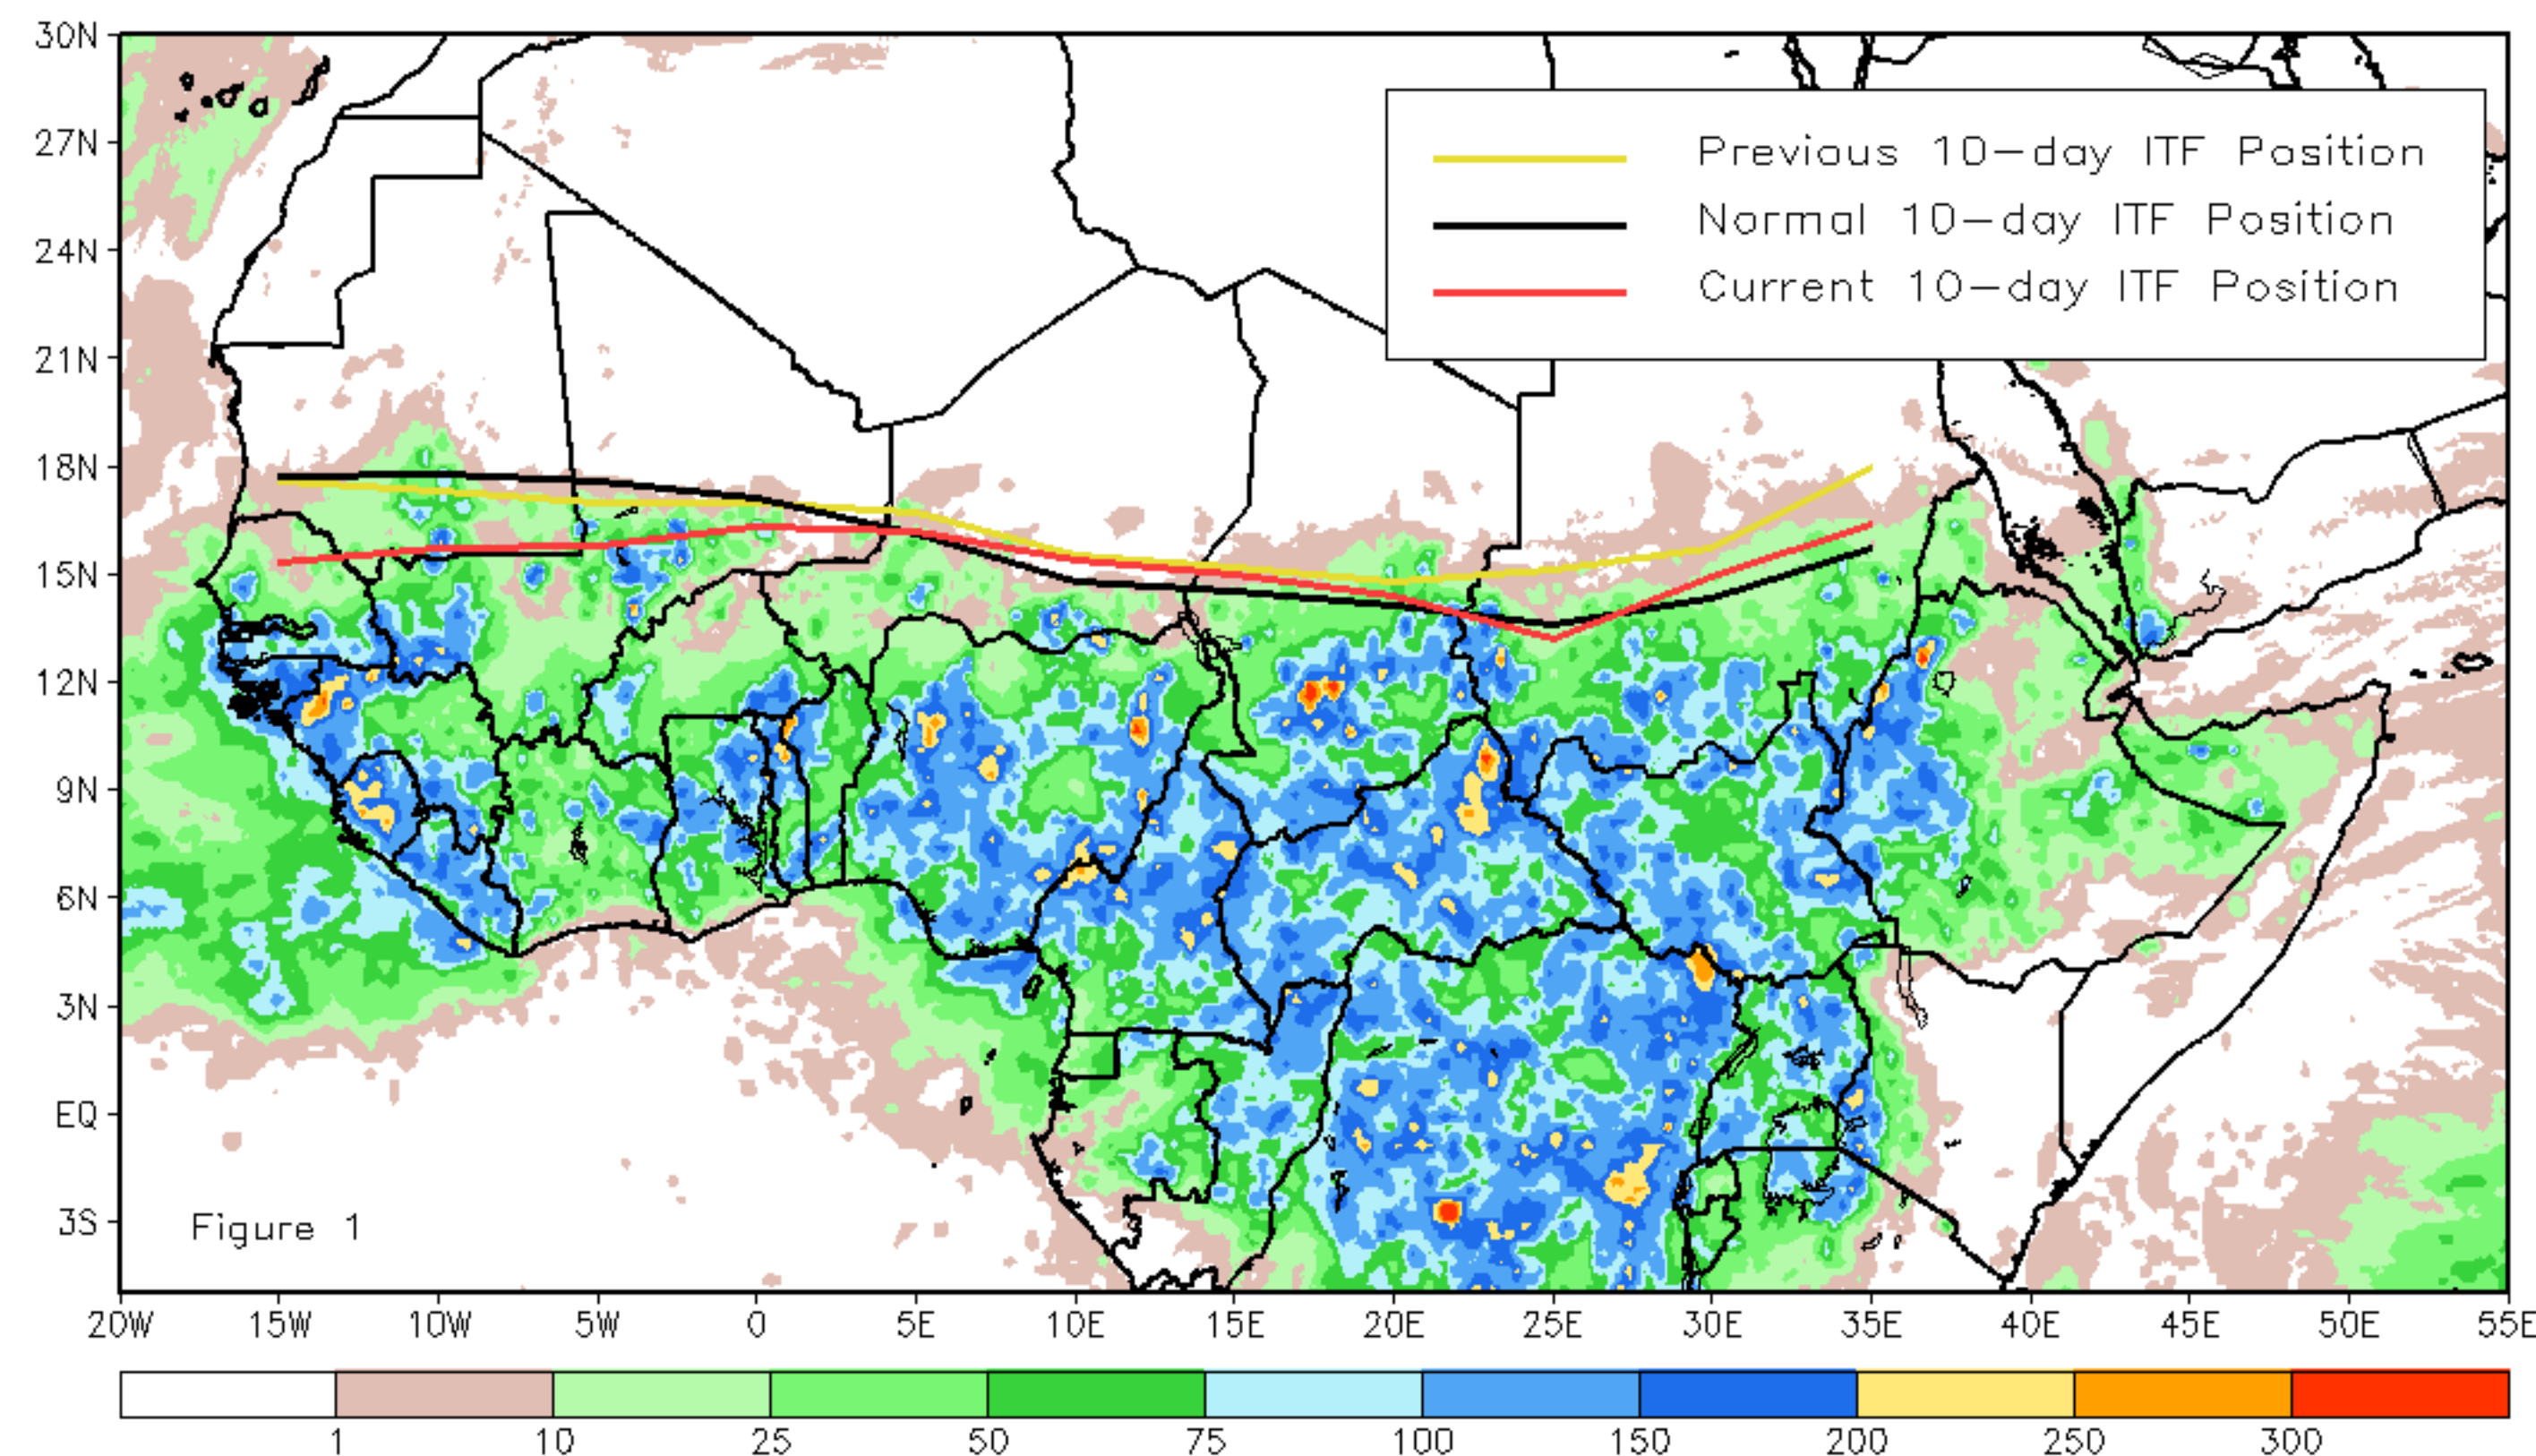 30N
27N
24N
21N
18N
15N
12N
9N
6N
3N
EQ
3S
Previous 10-day ITF Position
Normal 10-day ITF Position
Current 10-day ITF Position
Figure 1
20W 15W 10W 5W 0 5E 10E 15E 20E 25E 30E 35E 40E 45E 50E 55E
1 10 25 50 75 100 150 200 250 300